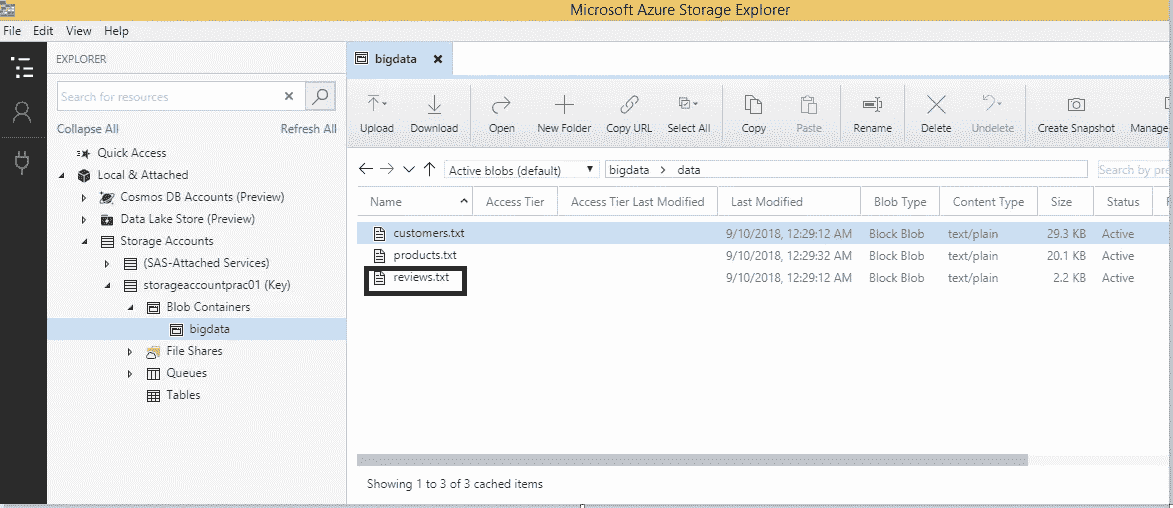 Microsoft Azure Storage Explorer
File Edit View Help
EXPLORER
Search for resources
Collapse All Refresh All
Quick Access
Local & Attached
Cosmos DB Accounts (Preview)
Data Lake Store (Preview)
Storage Accounts
(SAS-Attached Services)
storageaccountprac01 (Key)
Blob Containers
bigdata
File Shares
Queues
Tables
bigdata
Upload Download Open New Folder Copy URL Select All Copy Paste Rename Delete Undelete Create Snapshot Manage
Active blobs (default) bigdata > data Search by pre
Name Access Tier Access Tier Last Modified Last Modified Blob Type Content Type Size Status
customers.txt 9/10/2018, 12:29:12 AM Block Blob text/plain 29.3 KB Active
products.txt 9/10/2018, 12:29:32 AM Block Blob text/plain 20.1 KB Active
reviews.txt 9/10/2018, 12:29:12 AM Block Blob text/plain 2.2 KB Active
Showing 1 to 3 of 3 cached items